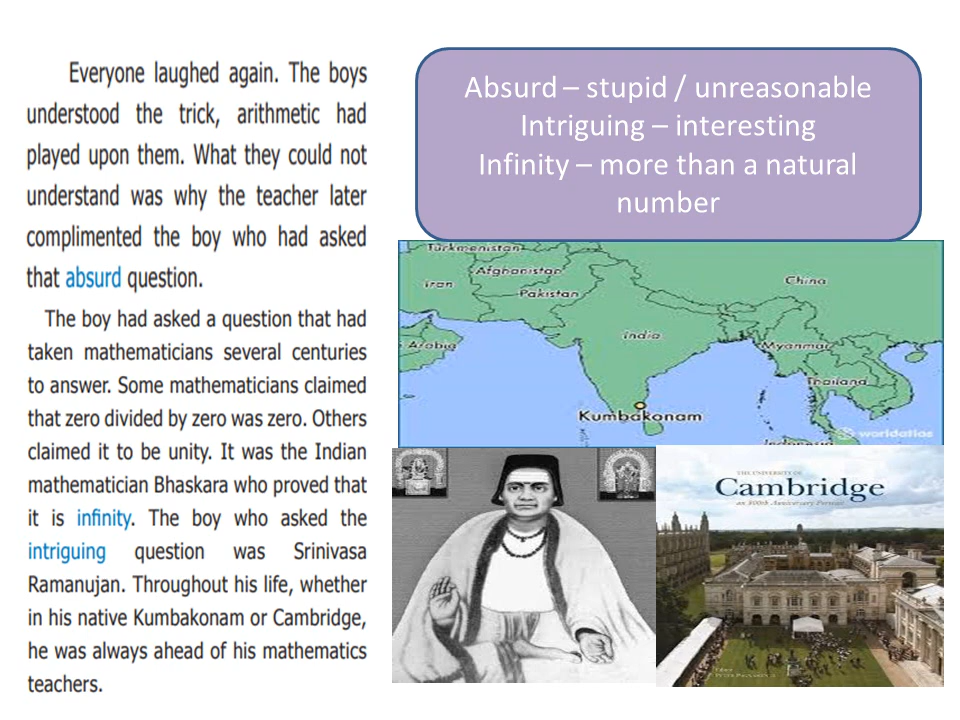 Everyone laughed again. The boys
understood the trick, arithmetic had
played upon them. What they could not
understand was why the teacher later
complimented the boy who had asked
that absurd question.
The boy had asked a question that had
taken mathematicians several centuries
to answer. Some mathematicians claimed
that zero divided by zero was zero. Others
claimed it to be unity. It was the Indian
mathematician Bhaskara who proved that
it is infinity. The boy who asked the
intriguing question was Srinivasa
Ramanujan. Throughout his life, whether
in his native Kumbakonam or Cambridge,
he was always ahead of his mathematics
teachers.
Absurd – stupid / unreasonable
Intriguing – interesting
Infinity – more than a natural
number
Turkmenistan
Afghanistan
Iran
Pakistan
China
India
Arabia
Myanmar
Thailand
Kumbakonam
Indonesia
worldatlas
THE UNIVERSITY OF
Cambridge
an 800th Anniversary Portrait